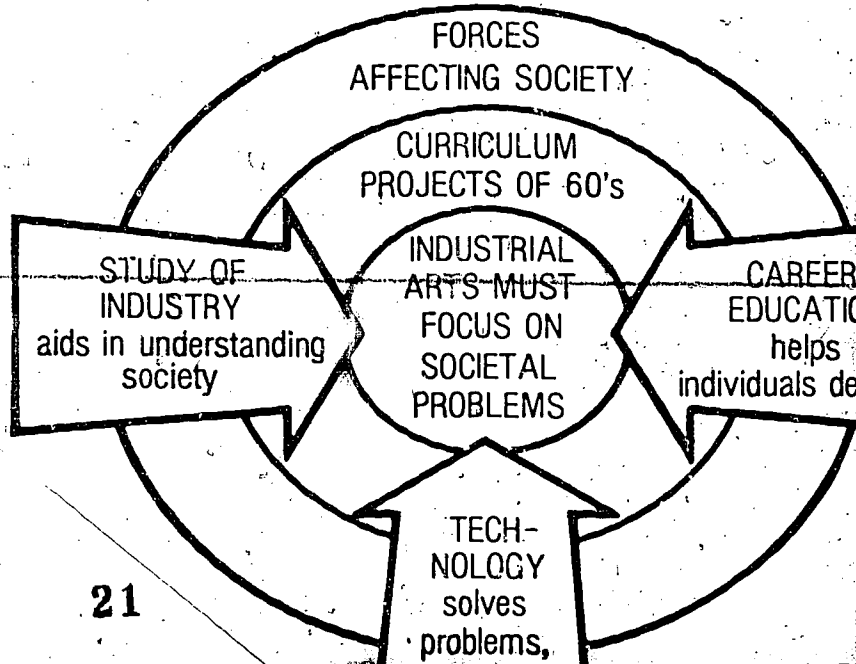 FORCES
AFFECTING SOCIETY
CURRICULUM
PROJECTS OF 60's
INDUSTRIAL
ARTS MUST
FOCUS ON
SOCIETAL
PROBLEMS
STUDY OF
INDUSTRY
aids in understanding
society
CAREER
helps
individuals
TECH-
NOLOGY
solves
problems,
21